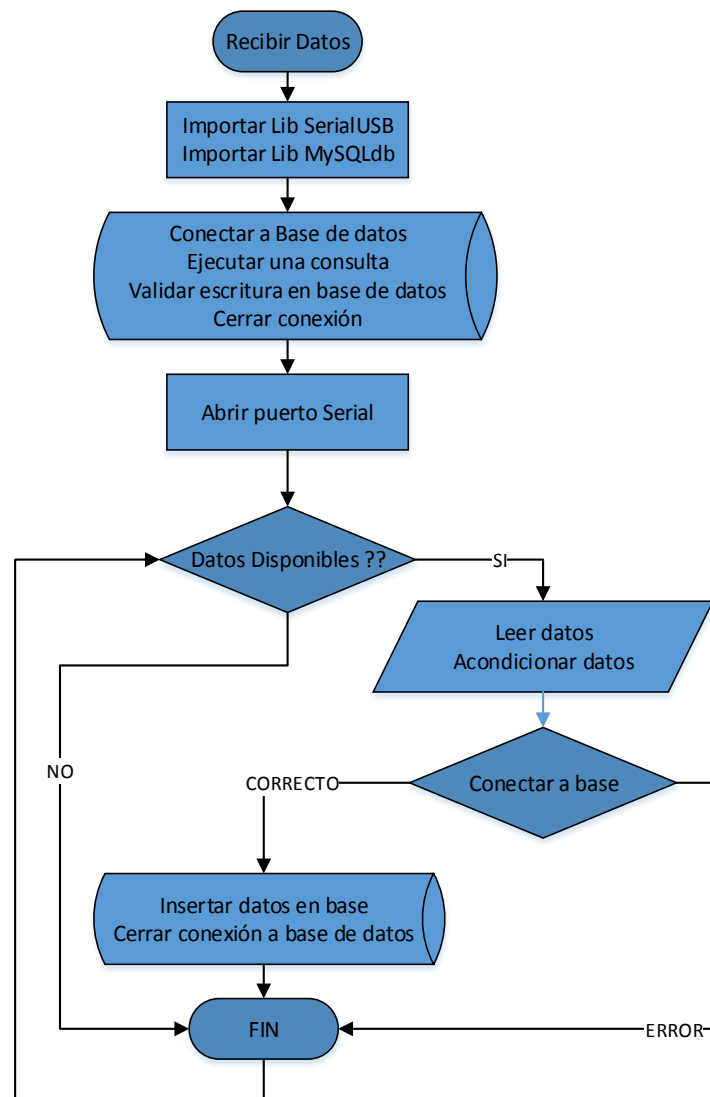 Recibir Datos
Importar Lib SerialUSB
Importar Lib MySQLdb
Conectar a Base de datos
Ejecutar una consulta
Validar escritura en base de datos
Cerrar conexión
Abrir puerto Serial
Datos Disponibles ??
SI
Leer datos
Acondicionar datos
NO
CORRECTO
Conectar a base
Insertar datos en base
Cerrar conexión a base de datos
FIN
ERROR